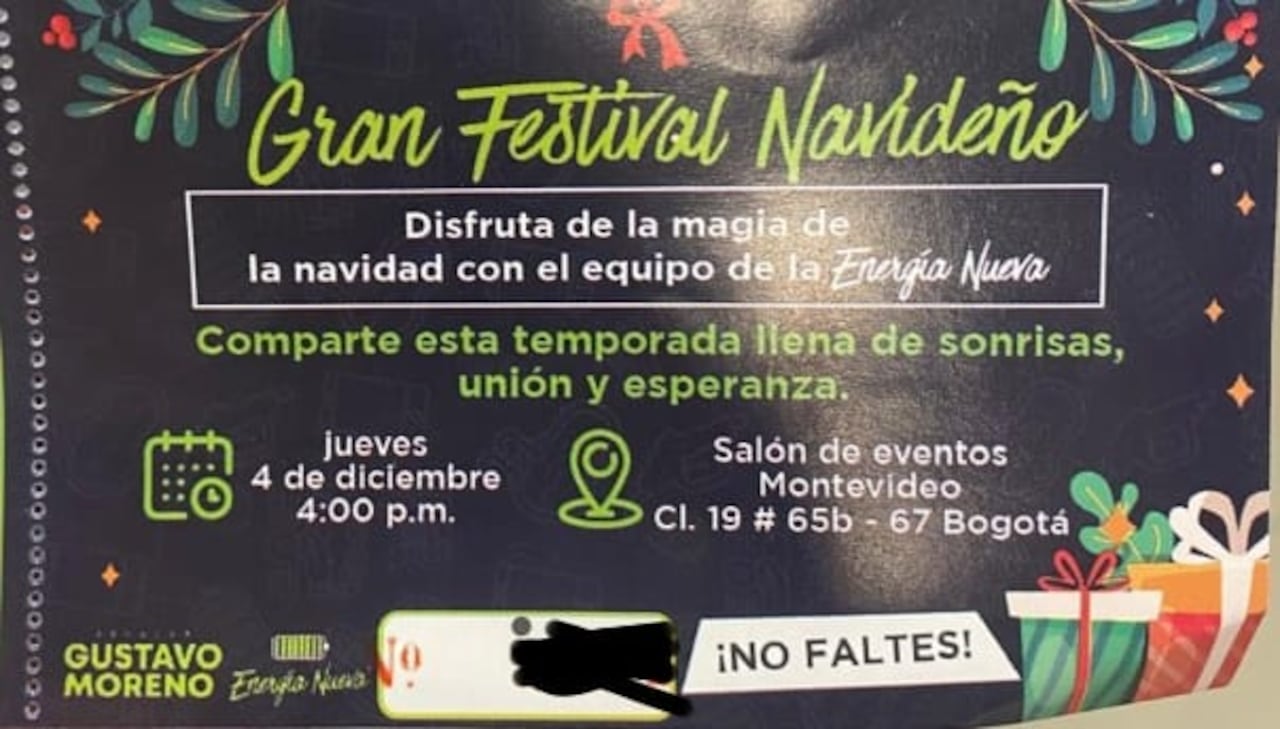 Gran Festival Navideño
Disfruta de la magia de
la navidad con el equipo de la Energía Nueva
Comparte esta temporada llena de sonrisas,
unión y esperanza.
jueves
4 de diciembre
4:00 p.m.
Salón de eventos
Montevideo
Cl. 19 # 65b - 67 Bogotá
GUSTAVO
MORENO
Energía Nueva
Nº
¡NO FALTES!